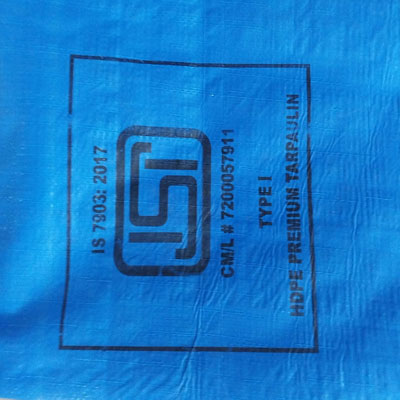 IS 7903: 2017
ISI
CM/L # 7200057911
TYPE I
HDPE PREMIUM TARPAULIN